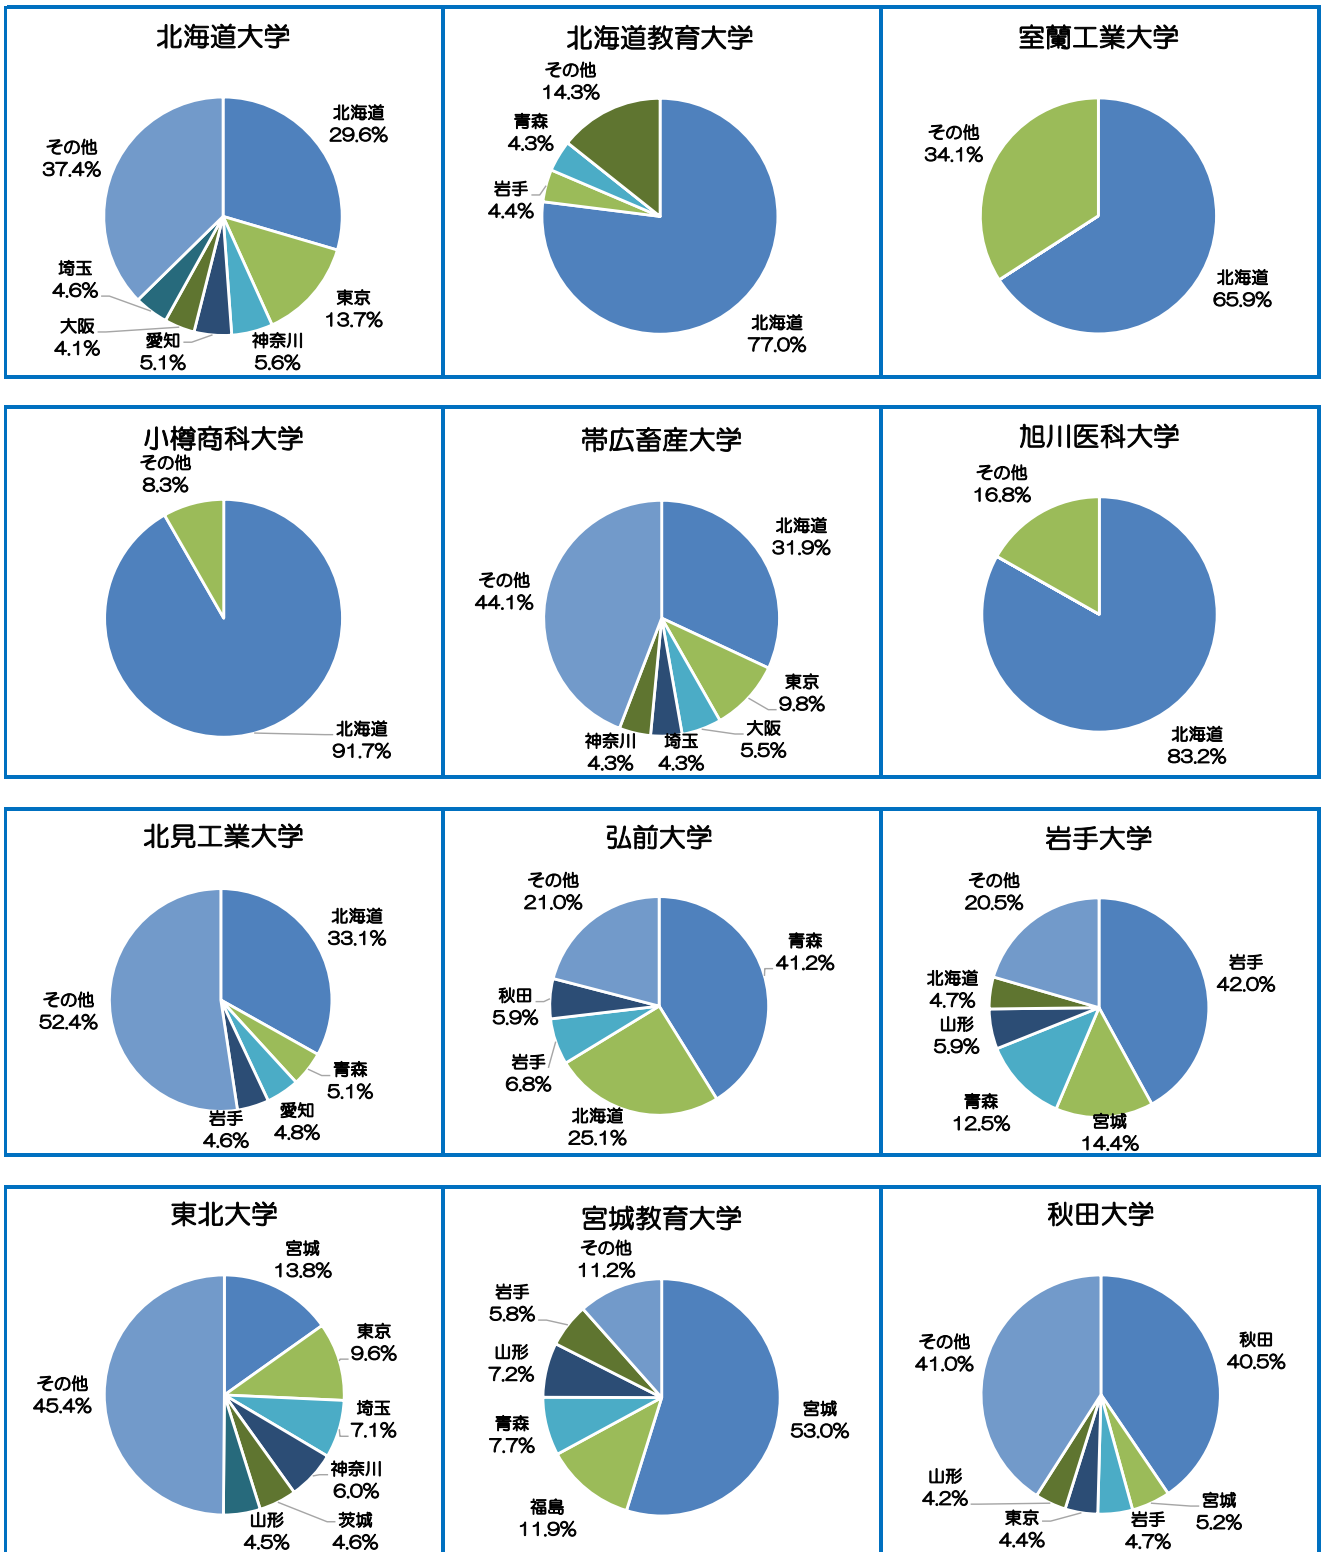 北海道大学
北海道
29.6%
東京
13.7%
神奈川
5.6%
愛知
5.1%
大阪
4.1%
埼玉
4.6%
その他
37.4%
北海道教育大学
北海道
77.0%
岩手
4.4%
青森
4.3%
その他
14.3%
室蘭工業大学
北海道
65.9%
その他
34.1%
小樽商科大学
北海道
91.7%
その他
8.3%
帯広畜産大学
北海道
31.9%
東京
9.8%
大阪
5.5%
埼玉
4.3%
神奈川
4.3%
その他
44.1%
旭川医科大学
北海道
83.2%
その他
16.8%
北見工業大学
北海道
33.1%
青森
5.1%
愛知
4.8%
岩手
4.6%
その他
52.4%
弘前大学
青森
41.2%
北海道
25.1%
岩手
6.8%
秋田
5.9%
その他
21.0%
岩手大学
岩手
42.0%
宮城
14.4%
青森
12.5%
山形
5.9%
北海道
4.7%
その他
20.5%
東北大学
宮城
13.8%
東京
9.6%
埼玉
7.1%
神奈川
6.0%
茨城
4.6%
山形
4.5%
その他
45.4%
宮城教育大学
宮城
53.0%
福島
11.9%
青森
7.7%
山形
7.2%
岩手
5.8%
その他
11.2%
秋田大学
秋田
40.5%
宮城
5.2%
岩手
4.7%
東京
4.4%
山形
4.2%
その他
41.0%